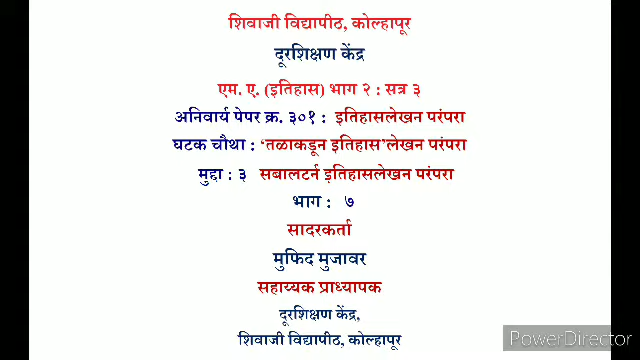 शिवाजी विद्यापीठ, कोल्हापूर
दूरशिक्षण केंद्र
एम. ए. (इतिहास) भाग २ : सत्र ३
अनिवार्य पेपर क्र. ३०१ : इतिहासलेखन परंपरा
घटक चौथा : ‘तळाकडून इतिहास’लेखन परंपरा
मुद्दा : ३ सबालटर्न इतिहासलेखन परंपरा
भाग : ७
सादरकर्ता
मुफिद मुजावर
सहाय्यक प्राध्यापक
दूरशिक्षण केंद्र,
शिवाजी विद्यापीठ, कोल्हापूर
PowerDirector